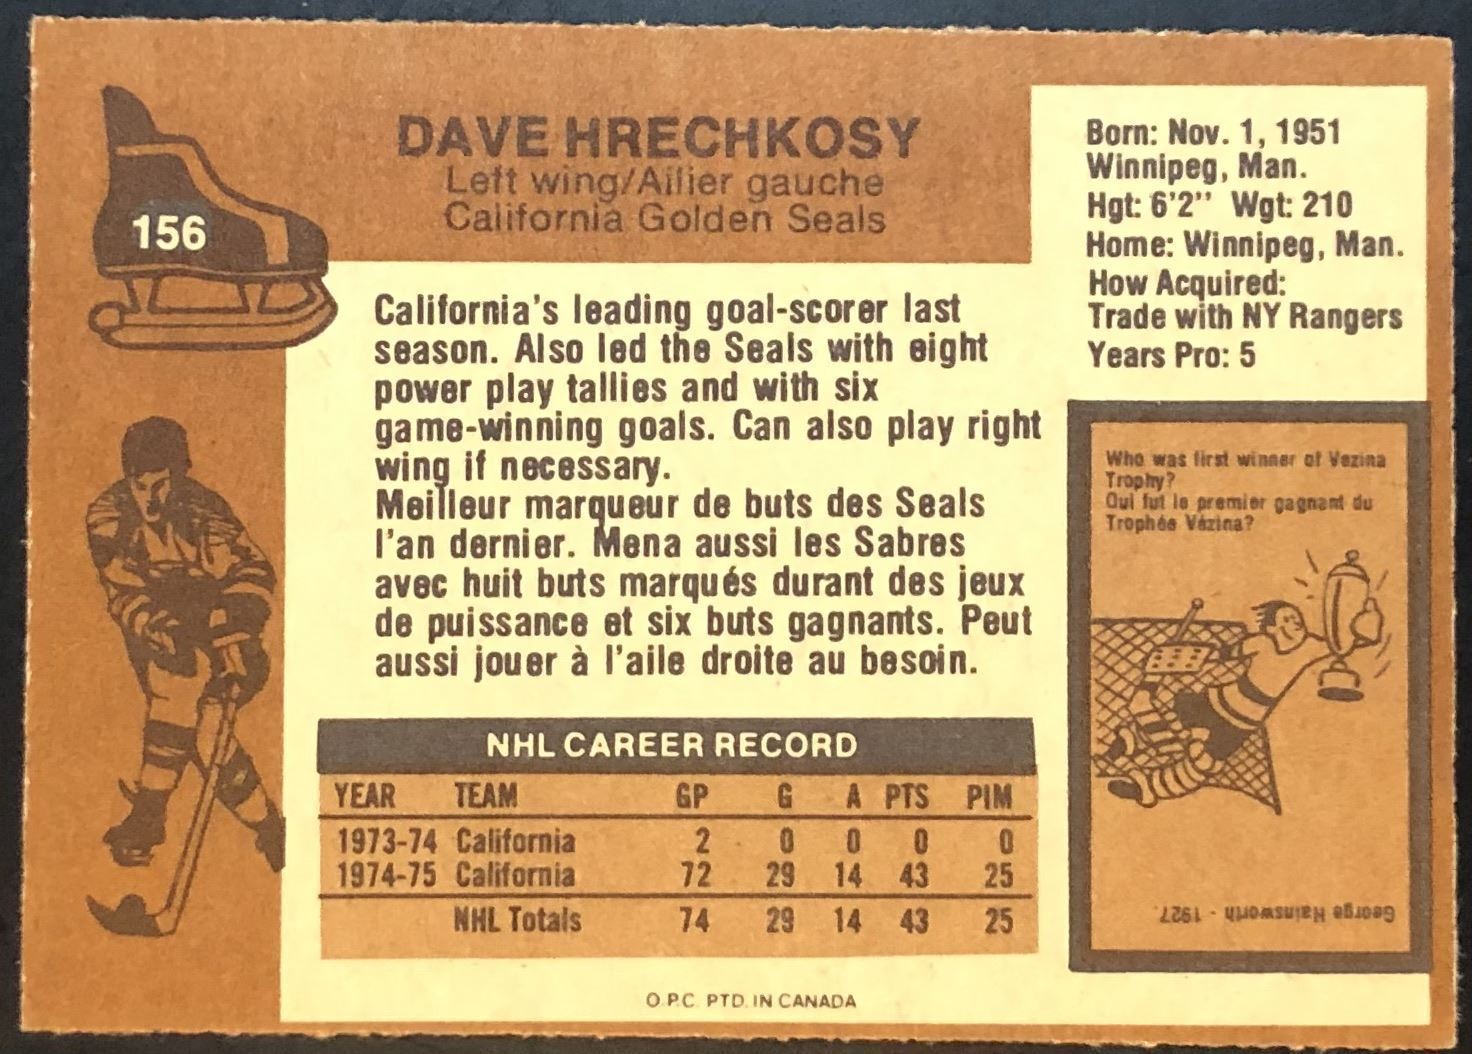 156
DAVE HRECHKOSY
Left wing/Ailier gauche
California Golden Seals
Born: Nov. 1, 1951
Winnipeg, Man.
Hgt: 6'2" Wgt: 210
Home: Winnipeg, Man.
How Acquired:
Trade with NY Rangers
Years Pro: 5
California's leading goal-scorer last
season. Also led the Seals with eight
power play tallies and with six
game-winning goals. Can also play right
wing if necessary.
Meilleur marqueur de buts des Seals
l'an dernier. Mena aussi les Sabres
avec huit buts marqués durant des jeux
de puissance et six buts gagnants. Peut
aussi jouer à l'aile droite au besoin.
Who was first winner of Vezina
Trophy?
Qui fut le premier gagnant du
Trophée Vézina?
George Hainsworth - 1927.
NHL CAREER RECORD
YEAR TEAM GP G A PTS PIM
1973-74 California 2 0 0 0 0
1974-75 California 72 29 14 43 25
NHL Totals 74 29 14 43 25
O.P.C. PTD. IN CANADA